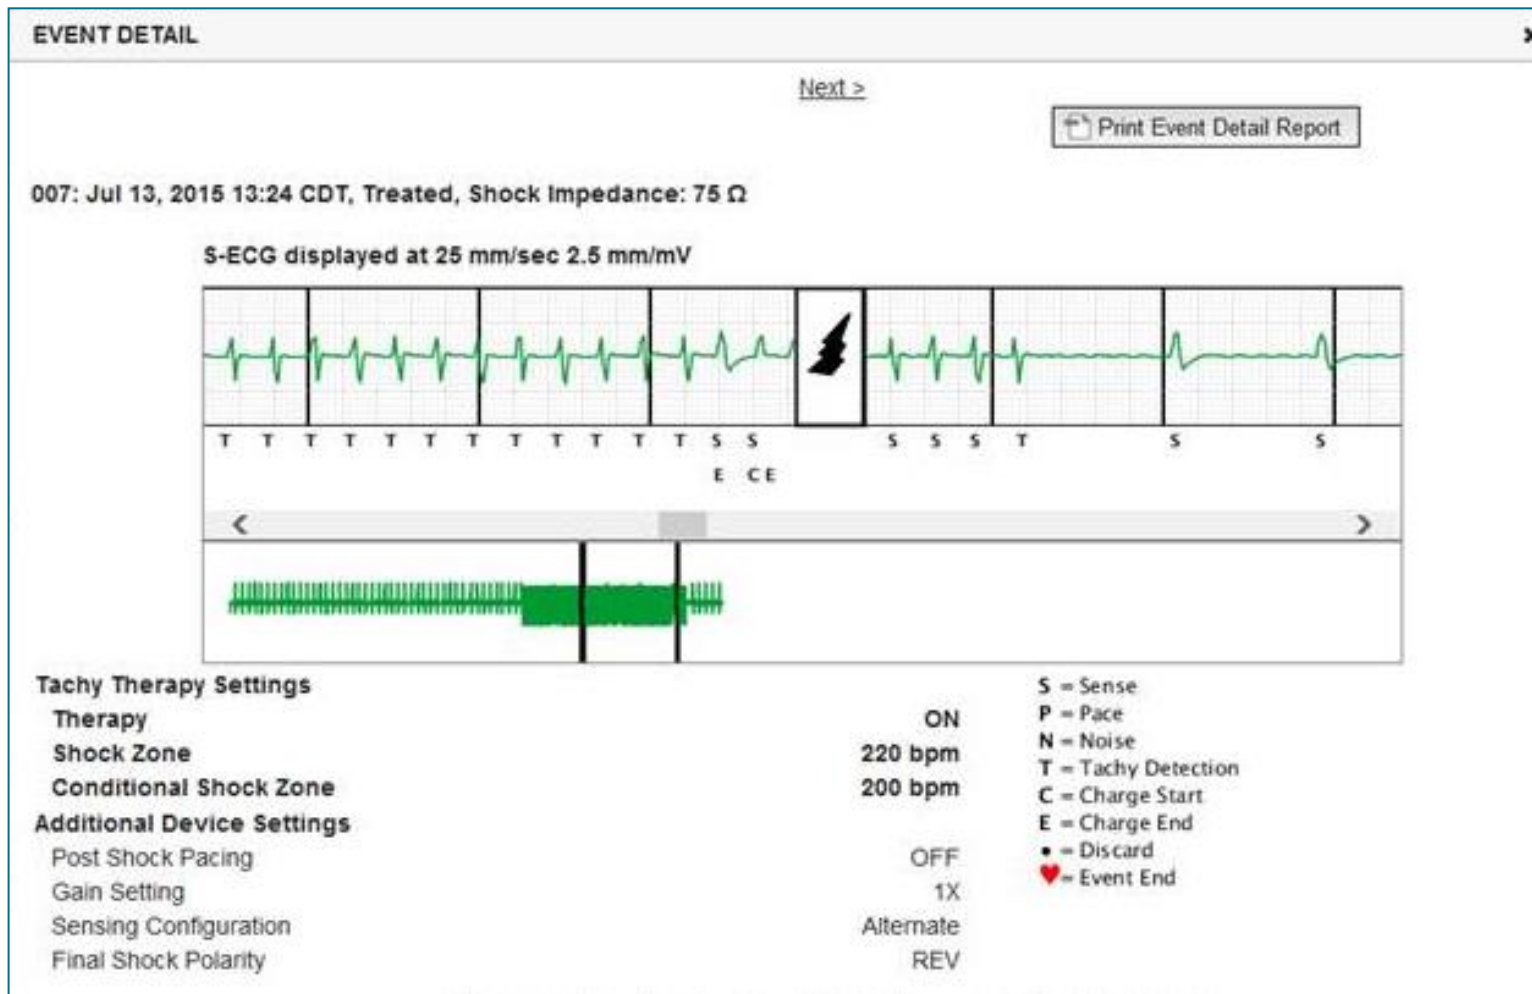 EVENT DETAIL
Next >
Print Event Detail Report
007: Jul 13, 2015 13:24 CDT, Treated, Shock Impedance: 75 Ω
S-ECG displayed at 25 mm/sec 2.5 mm/mV
T T T T T T T T T T T T S S S S S T S S
E C E
Tachy Therapy Settings
Therapy ON
Shock Zone 220 bpm
Conditional Shock Zone 200 bpm
Additional Device Settings
Post Shock Pacing OFF
Gain Setting 1X
Sensing Configuration Alternate
Final Shock Polarity REV
S = Sense
P = Pace
N = Noise
T = Tachy Detection
C = Charge Start
E = Charge End
• = Discard
♥ = Event End